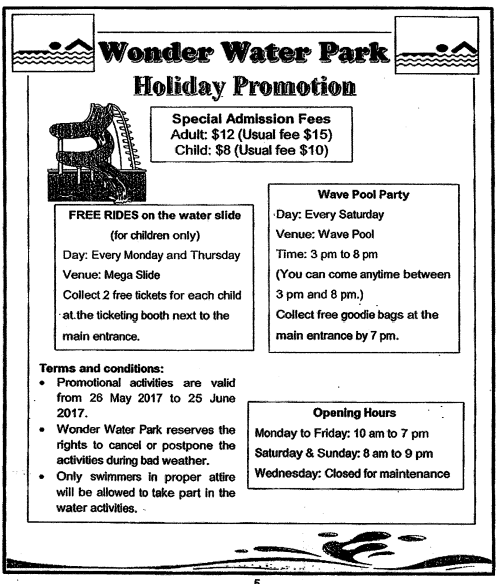 Wonder Water Park
Holiday Promotion
Special Admission Fees
Adult: $12 (Usual fee $15)
Child: $8 (Usual fee $10)
FREE RIDES on the water slide
(for children only)
Day: Every Monday and Thursday
Venue: Mega Slide
Collect 2 free tickets for each child
at the ticketing booth next to the
main entrance.
Wave Pool Party
Day: Every Saturday
Venue: Wave Pool
Time: 3 pm to 8 pm
(You can come anytime between
3 pm and 8 pm.)
Collect free goodie bags at the
main entrance by 7 pm.
Terms and conditions:
• Promotional activities are valid
from 26 May 2017 to 25 June
2017.
• Wonder Water Park reserves the
rights to cancel or postpone the
activities during bad weather.
• Only swimmers in proper attire
will be allowed to take part in the
water activities.
Opening Hours
Monday to Friday: 10 am to 7 pm
Saturday & Sunday: 8 am to 9 pm
Wednesday: Closed for maintenance
5